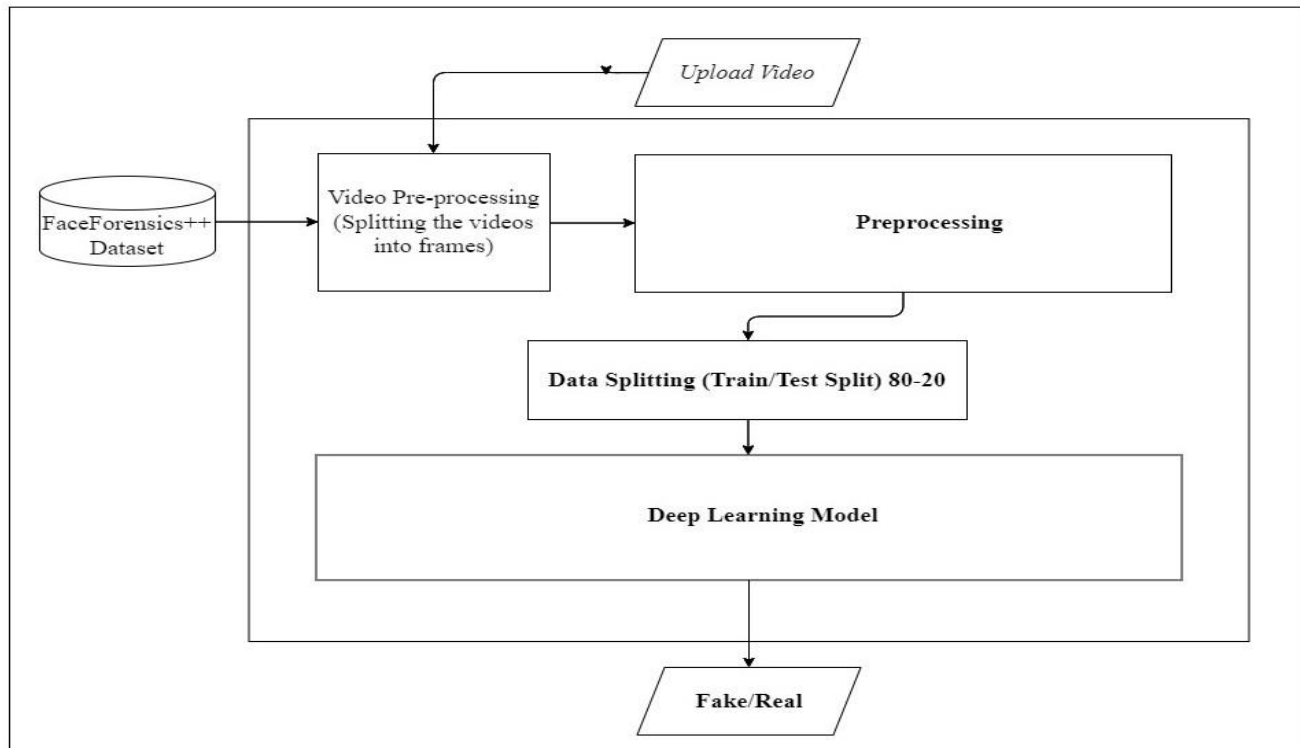 Upload Video
FaceForensics++
Dataset
Video Pre-processing
(Splitting the videos
into frames)
Preprocessing
Data Splitting (Train/Test Split) 80-20
Deep Learning Model
Fake/Real